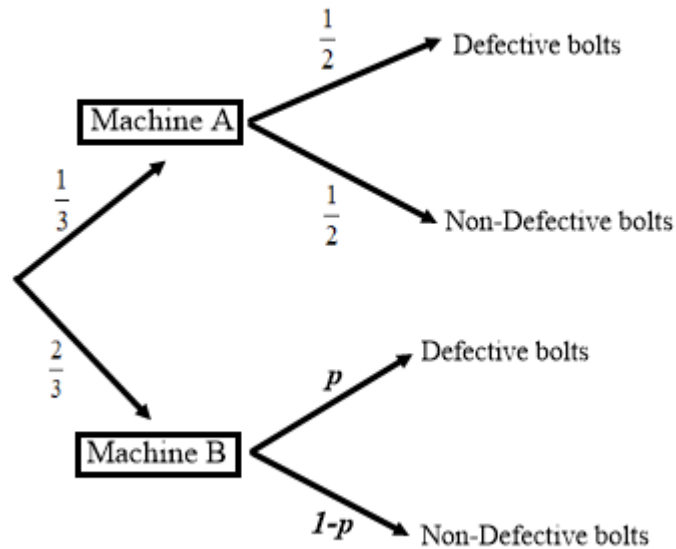 1/2
Defective bolts
Machine A
1/3
1/2
Non-Defective bolts
2/3
Defective bolts
p
Machine B
1-p
Non-Defective bolts